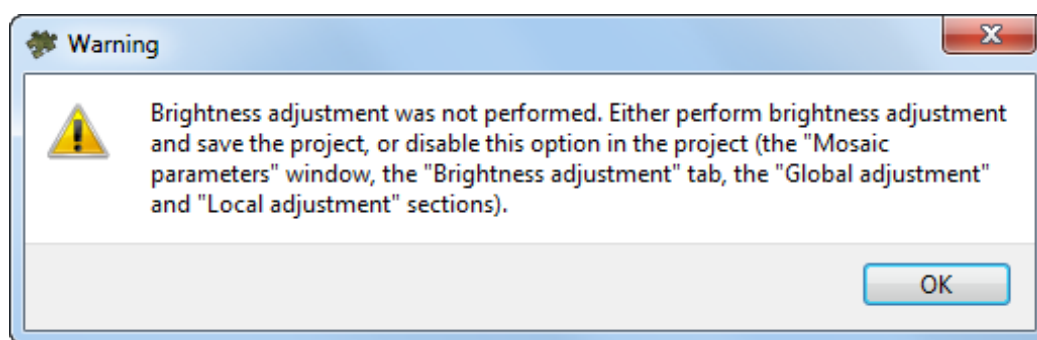 Warning
Brightness adjustment was not performed. Either perform brightness adjustment
and save the project, or disable this option in the project (the "Mosaic
parameters" window, the "Brightness adjustment" tab, the "Global adjustment"
and "Local adjustment" sections).
OK